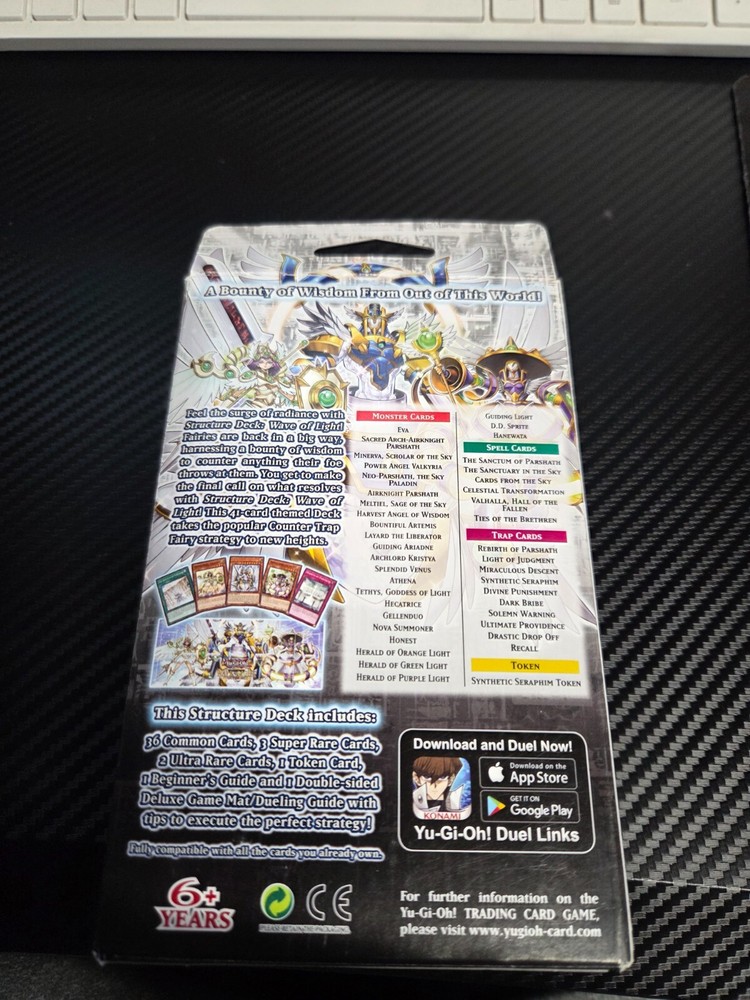 A Bounty of Wisdom From Out of This World!
Feel the surge of radiance with
Structure Deck: Wave of Light!
Fairies are back in a big way,
harnessing a bounty of wisdom
to counter anything their foe
throws at them. You get to make
the final call on what resolves
with Structure Deck: Wave of
Light! This 41-card themed Deck
takes the popular Counter Trap
Fairy strategy to new heights.
MONSTER CARDS
EVA
SACRED ARCH-AIRKNIGHT
PARSHATH
MINERVA, SCHOLAR OF THE SKY
POWER ANGEL VALKYRIA
NEO-PARSHATH, THE SKY
PALADIN
AIRKNIGHT PARSHATH
MELTIEL, SAGE OF THE SKY
HARVEST ANGEL OF WISDOM
BOUNTIFUL ARTEMIS
LAYARD THE LIBERATOR
GUIDING ARIADNE
ARCHLORD KRISTYA
SPLENDID VENUS
ATHENA
TETHYS, GODDESS OF LIGHT
HECATRICE
GELLENDUO
NOVA SUMMONER
HONEST
HERALD OF ORANGE LIGHT
HERALD OF GREEN LIGHT
HERALD OF PURPLE LIGHT
GUIDING LIGHT
D.D. SPRITE
HANEWATA
SPELL CARDS
THE SANCTUM OF PARSHATH
THE SANCTUARY IN THE SKY
CARDS FROM THE SKY
CELESTIAL TRANSFORMATION
VALHALLA, HALL OF THE
FALLEN
TIES OF THE BRETHREN
TRAP CARDS
REBIRTH OF PARSHATH
LIGHT OF JUDGMENT
MIRACULOUS DESCENT
SYNTHETIC SERAPHIM
DIVINE PUNISHMENT
DARK BRIBE
SOLEMN WARNING
ULTIMATE PROVIDENCE
DRASTIC DROP OFF
RECALL
TOKEN
SYNTHETIC SERAPHIM TOKEN
This Structure Deck includes:
36 Common Cards, 3 Super Rare Cards,
2 Ultra Rare Cards, 1 Token Card,
1 Beginner's Guide and 1 Double-sided
Deluxe Game Mat/Dueling Guide with
tips to execute the perfect strategy!
Fully compatible with all the cards you already own.
Download and Duel Now!
KONAMI
Download on the
App Store
GET IT ON
Google Play
Yu-Gi-Oh! Duel Links
6+
YEARS
PLEASE RETAIN THE PACKAGING
CE
For further information on the
Yu-Gi-Oh! TRADING CARD GAME,
please visit www.yugioh-card.com